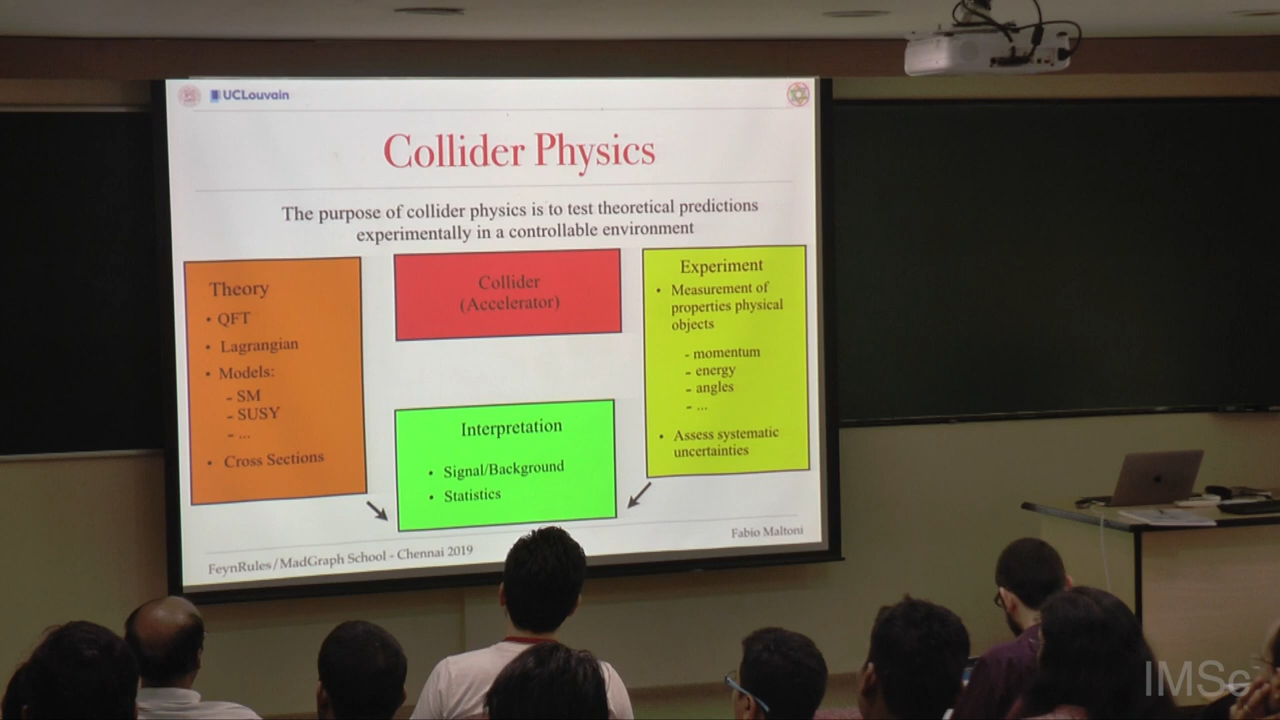 UCLouvain
Collider Physics
The purpose of collider physics is to test theoretical predictions
experimentally in a controllable environment
Theory
• QFT
• Lagrangian
• Models:
- SM
- SUSY
- ...
• Cross Sections
Collider
(Accelerator)
Interpretation
• Signal/Background
• Statistics
Experiment
• Measurement of
properties physical
objects
- momentum
- energy
- angles
- ...
• Assess systematic
uncertainties
FeynRules/MadGraph School - Chennai 2019
Fabio Maltoni
IMSc